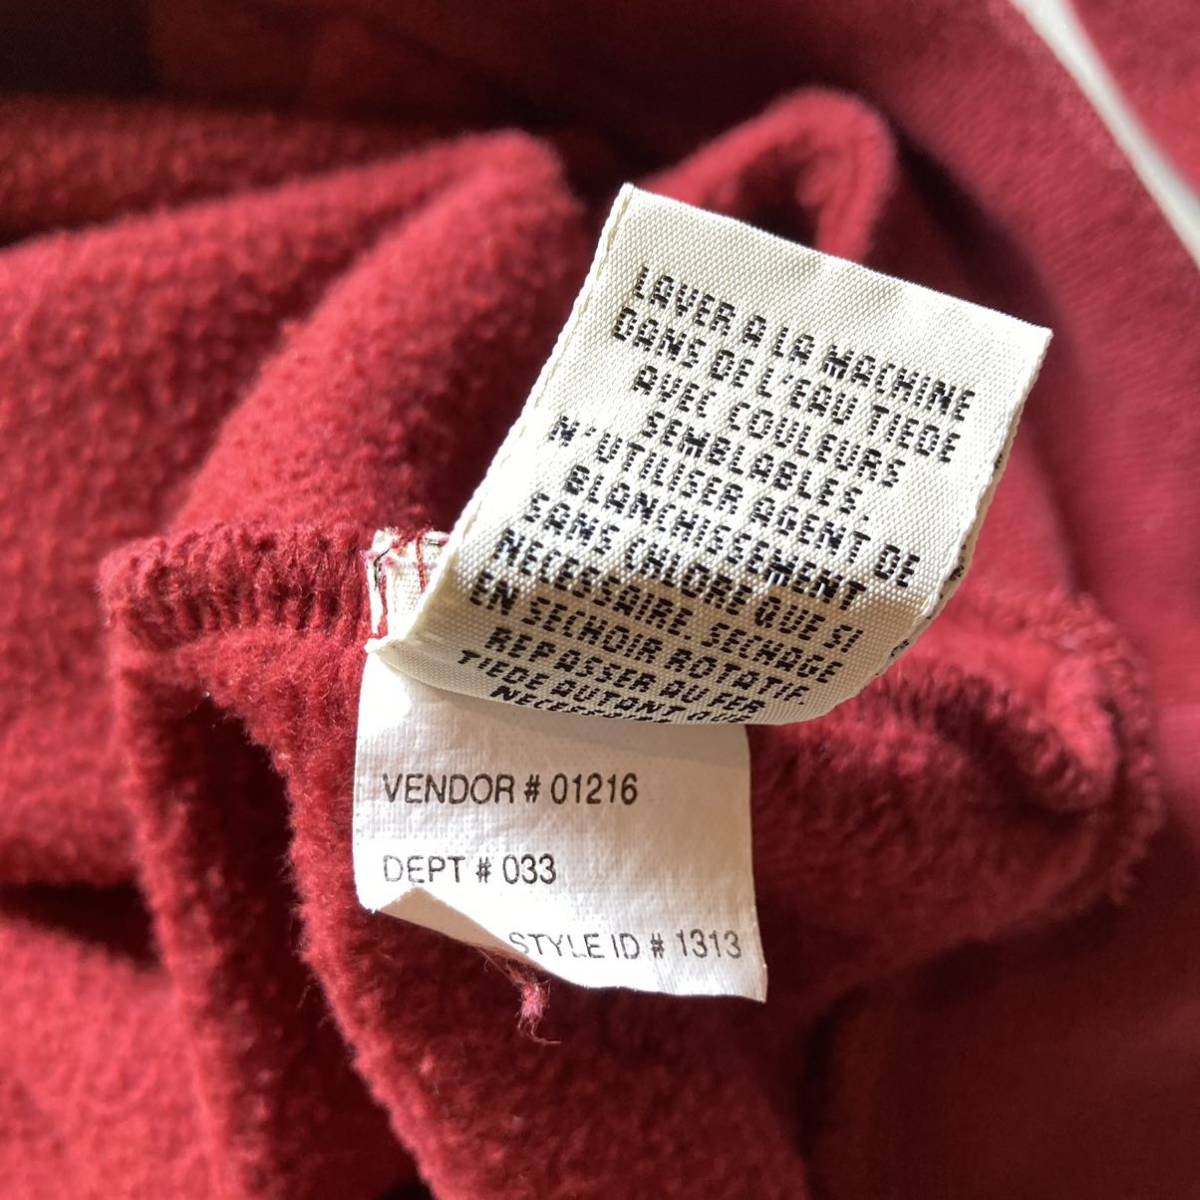 LAVER A LA MACHINE
DANS DE L'EAU TIEDE
AVEC COULEURS
SEMBLABLES.
N'UTILISER AGENT DE
BLANCHISSEMENT
SANS CHLORE QUE SI
NECESSAIRE. SECHAGE
EN SECHOIR ROTATIF.
REPASSER AU FER
TIEDE AUTANT QUE
VENDOR # 01216
DEPT # 033
STYLE ID # 1313